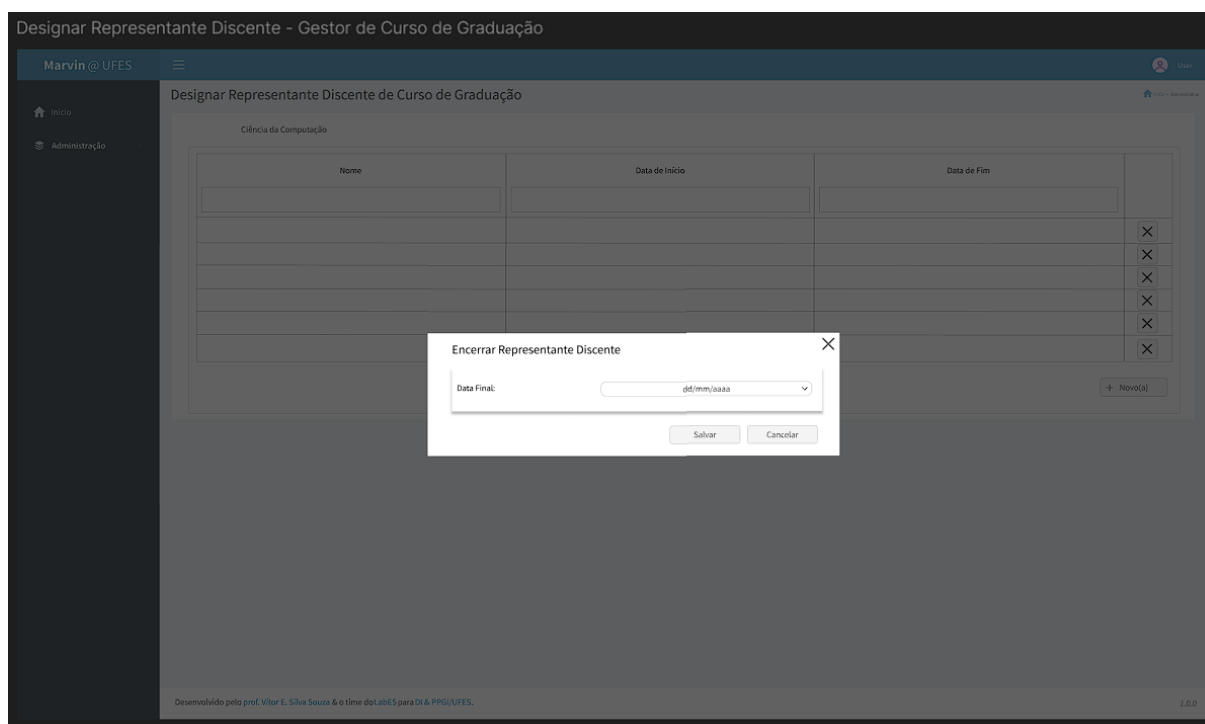 Designar Representante Discente - Gestor de Curso de Graduação
Marvin @ UFES
User
Designar Representante Discente de Curso de Graduação
Início
Administração
Ciência da Computação
Nome Data de Início Data de Fim
Encerrar Representante Discente
Data Final: dd/mm/aaaa
+ Novo(a)
Salvar Cancelar
Desenvolvido pelo prof. Vítor E. Silva Souza & o time do LabES para DI & PPGI/UFES.
1.0.0